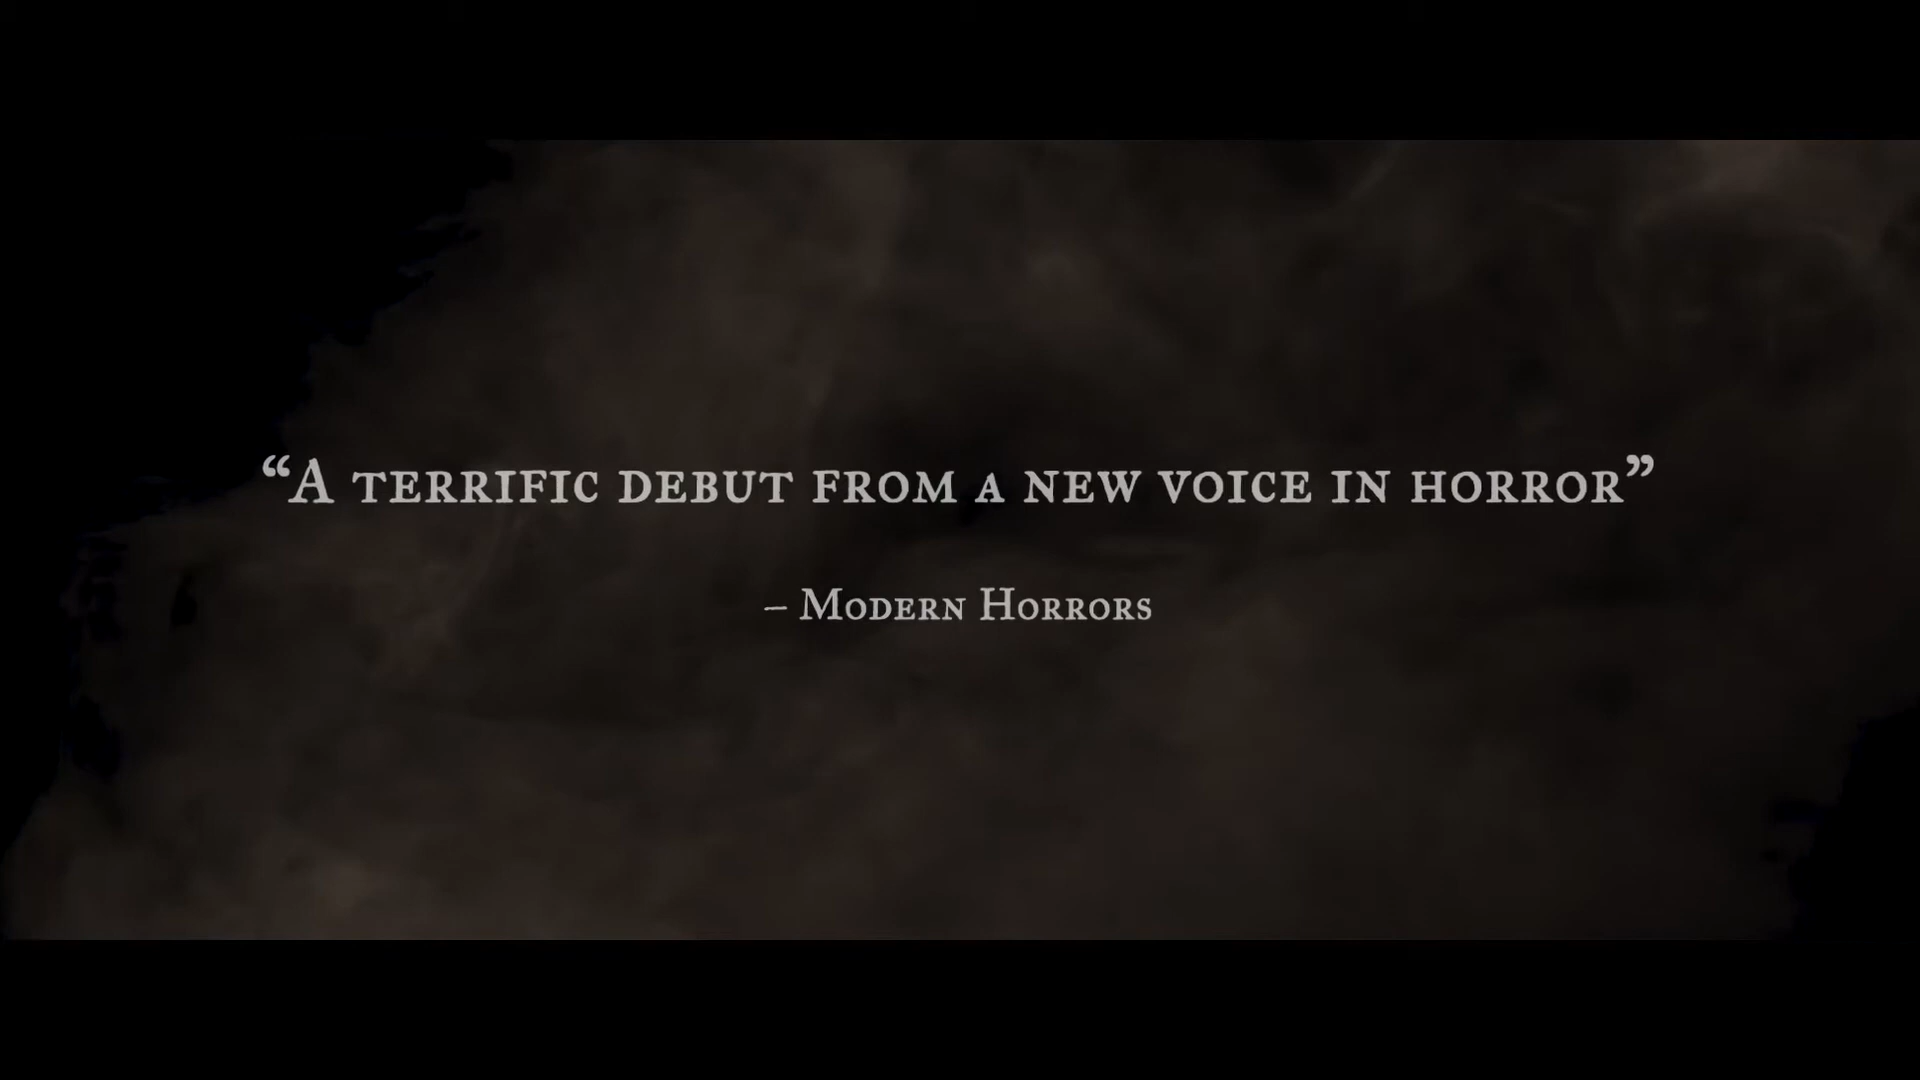 “A terrific debut from a new voice in horror”
– Modern Horrors